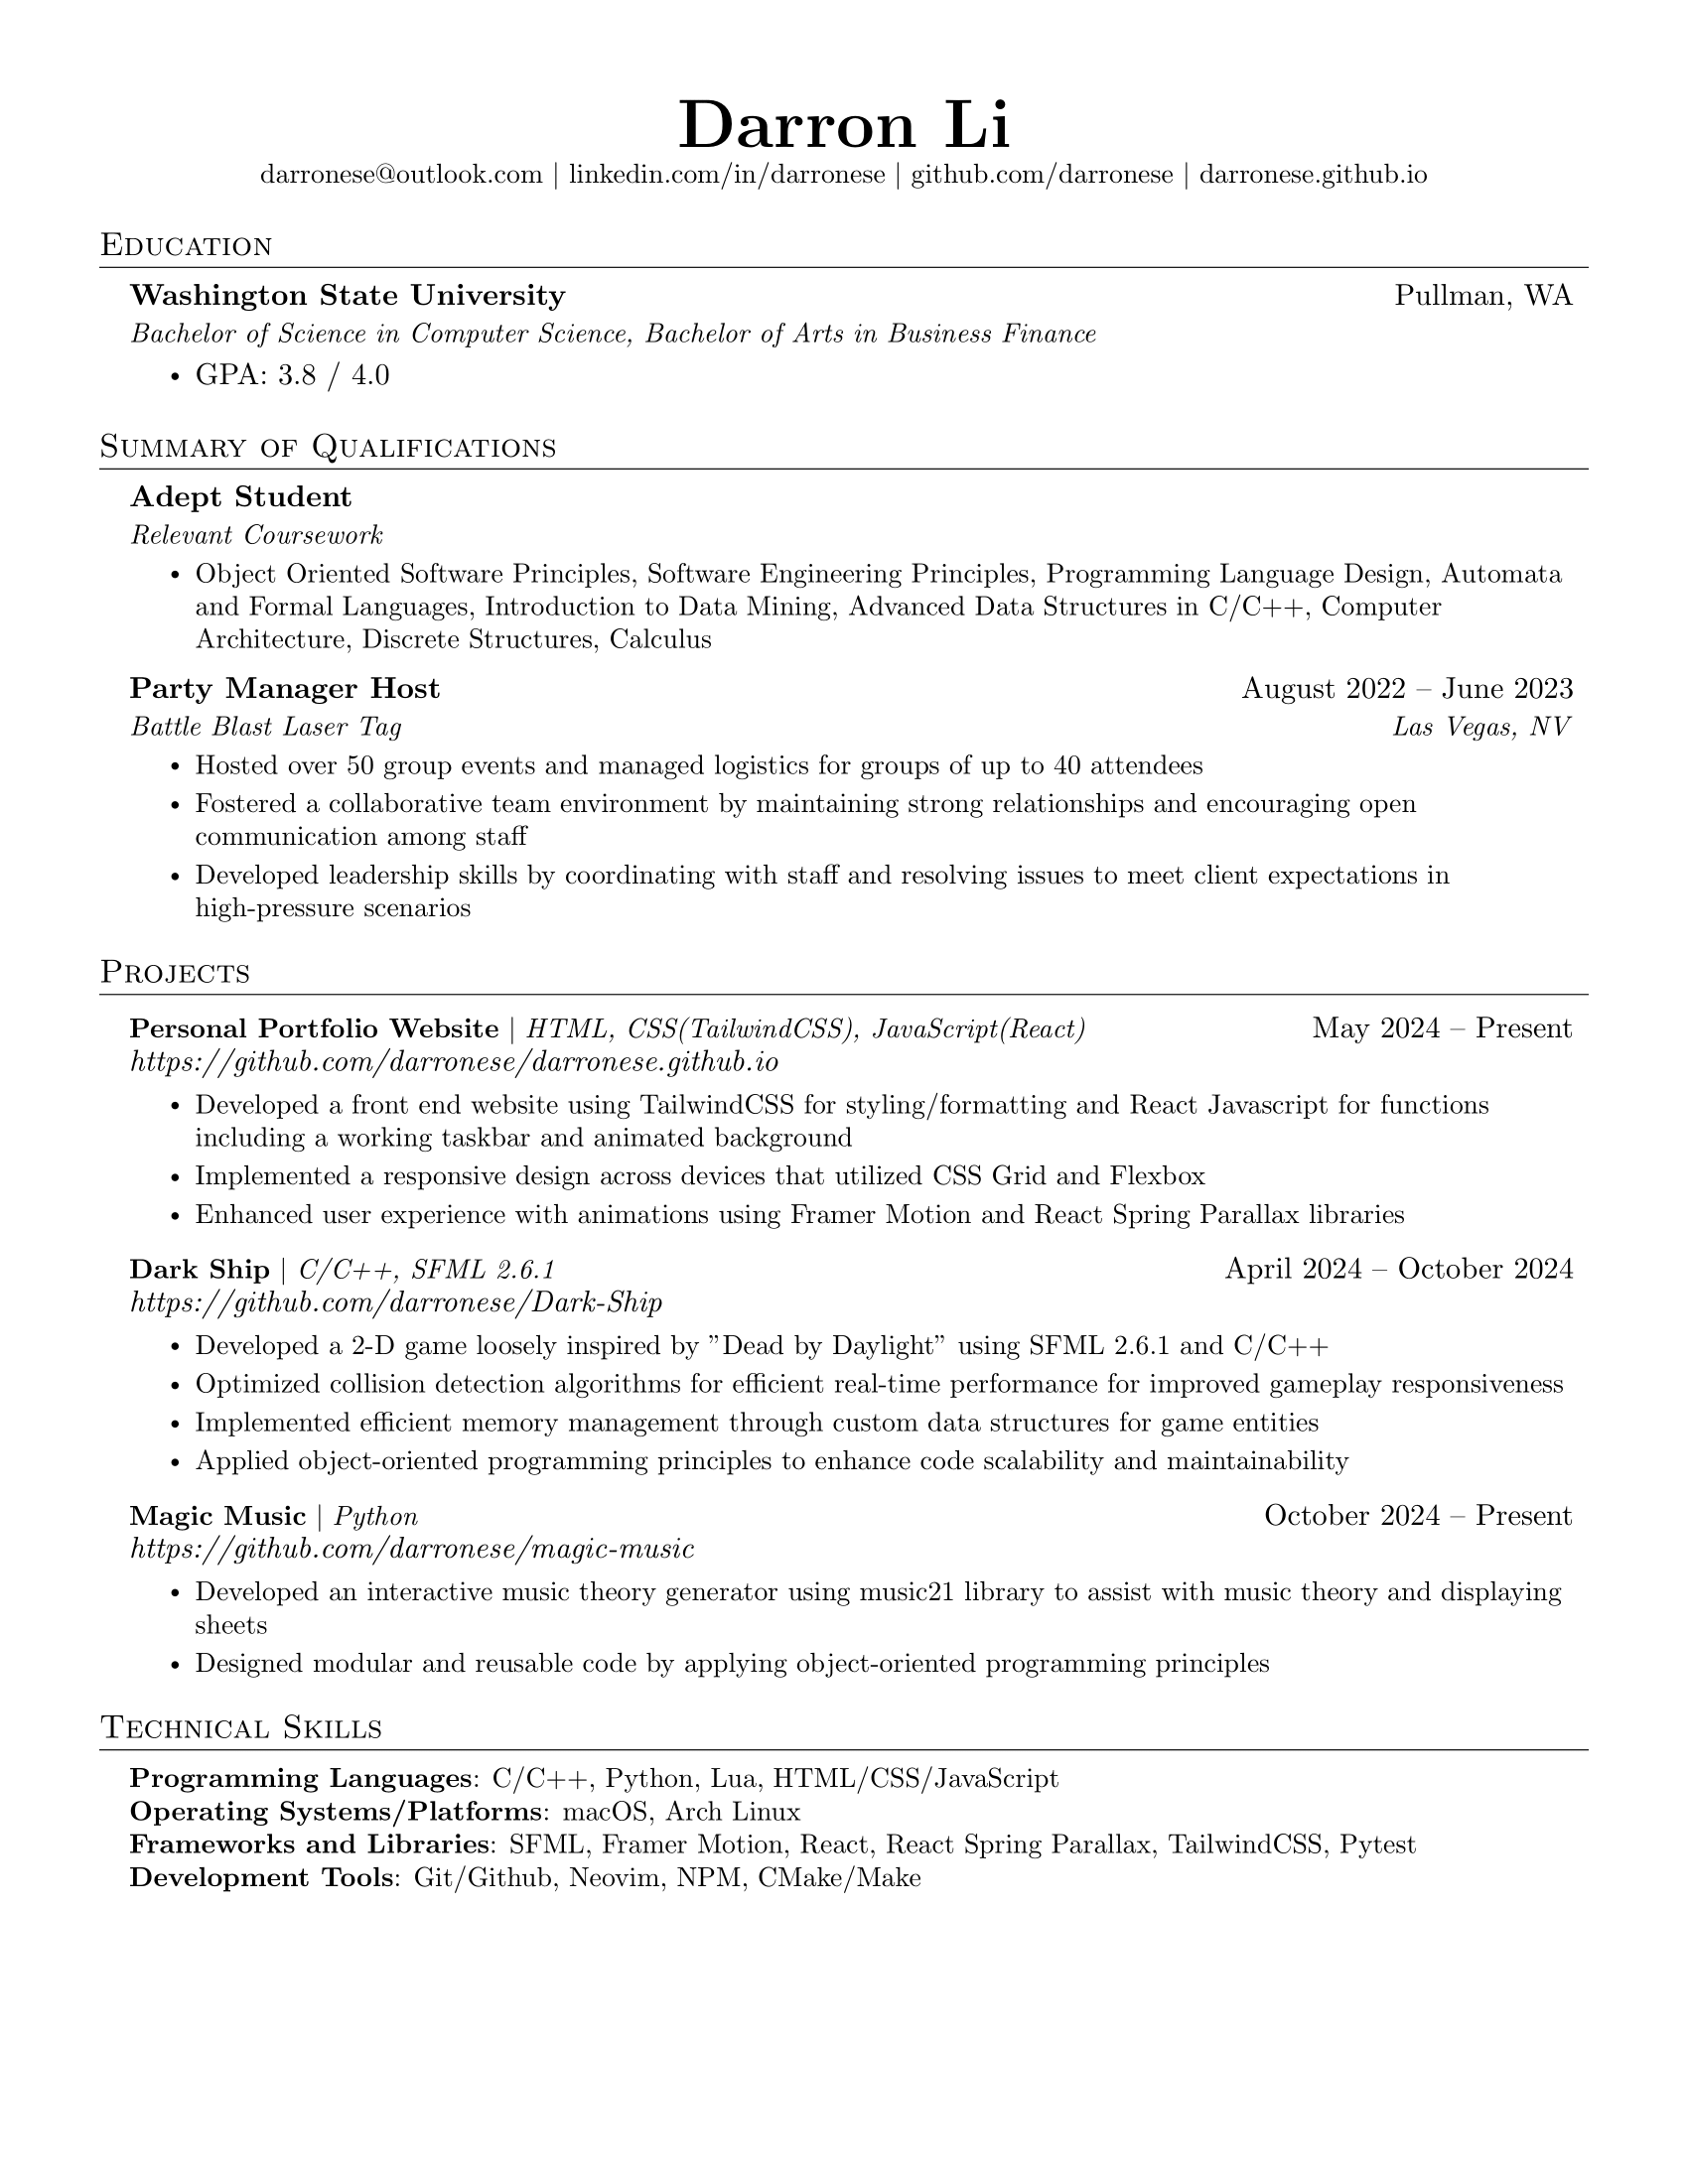 Darron Li
darronese@outlook.com | linkedin.com/in/darronese | github.com/darronese | darronese.github.io
Education
Washington State University Pullman, WA
Bachelor of Science in Computer Science, Bachelor of Arts in Business Finance
• GPA: 3.8 / 4.0
Summary of Qualifications
Adept Student
Relevant Coursework
• Object Oriented Software Principles, Software Engineering Principles, Programming Language Design, Automata
and Formal Languages, Introduction to Data Mining, Advanced Data Structures in C/C++, Computer
Architecture, Discrete Structures, Calculus
Party Manager Host August 2022 – June 2023
Battle Blast Laser Tag Las Vegas, NV
• Hosted over 50 group events and managed logistics for groups of up to 40 attendees
• Fostered a collaborative team environment by maintaining strong relationships and encouraging open
communication among staff
• Developed leadership skills by coordinating with staff and resolving issues to meet client expectations in
high-pressure scenarios
Projects
Personal Portfolio Website | HTML, CSS(TailwindCSS), JavaScript(React) May 2024 – Present
https://github.com/darronese/darronese.github.io
• Developed a front end website using TailwindCSS for styling/formatting and React Javascript for functions
including a working taskbar and animated background
• Implemented a responsive design across devices that utilized CSS Grid and Flexbox
• Enhanced user experience with animations using Framer Motion and React Spring Parallax libraries
Dark Ship | C/C++, SFML 2.6.1 April 2024 – October 2024
https://github.com/darronese/Dark-Ship
• Developed a 2-D game loosely inspired by ”Dead by Daylight” using SFML 2.6.1 and C/C++
• Optimized collision detection algorithms for efficient real-time performance for improved gameplay responsiveness
• Implemented efficient memory management through custom data structures for game entities
• Applied object-oriented programming principles to enhance code scalability and maintainability
Magic Music | Python October 2024 – Present
https://github.com/darronese/magic-music
• Developed an interactive music theory generator using music21 library to assist with music theory and displaying
sheets
• Designed modular and reusable code by applying object-oriented programming principles
Technical Skills
Programming Languages: C/C++, Python, Lua, HTML/CSS/JavaScript
Operating Systems/Platforms: macOS, Arch Linux
Frameworks and Libraries: SFML, Framer Motion, React, React Spring Parallax, TailwindCSS, Pytest
Development Tools: Git/Github, Neovim, NPM, CMake/Make